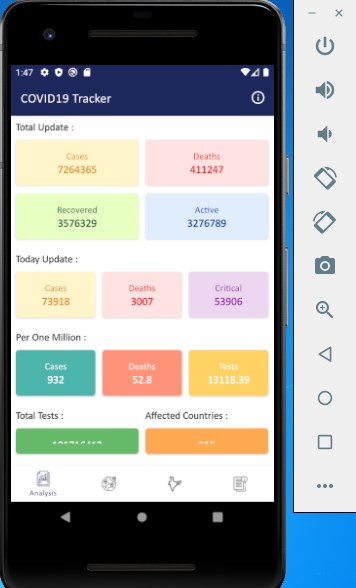 1:47
COVID19 Tracker
Total Update :
Cases Deaths
7264365 411247
Recovered Active
3576329 3276789
Today Update :
Cases Deaths Critical
73918 3007 53906
Per One Million :
Cases Deaths Tests
932 52.8 13118.39
Total Tests : Affected Countries :
Analysis